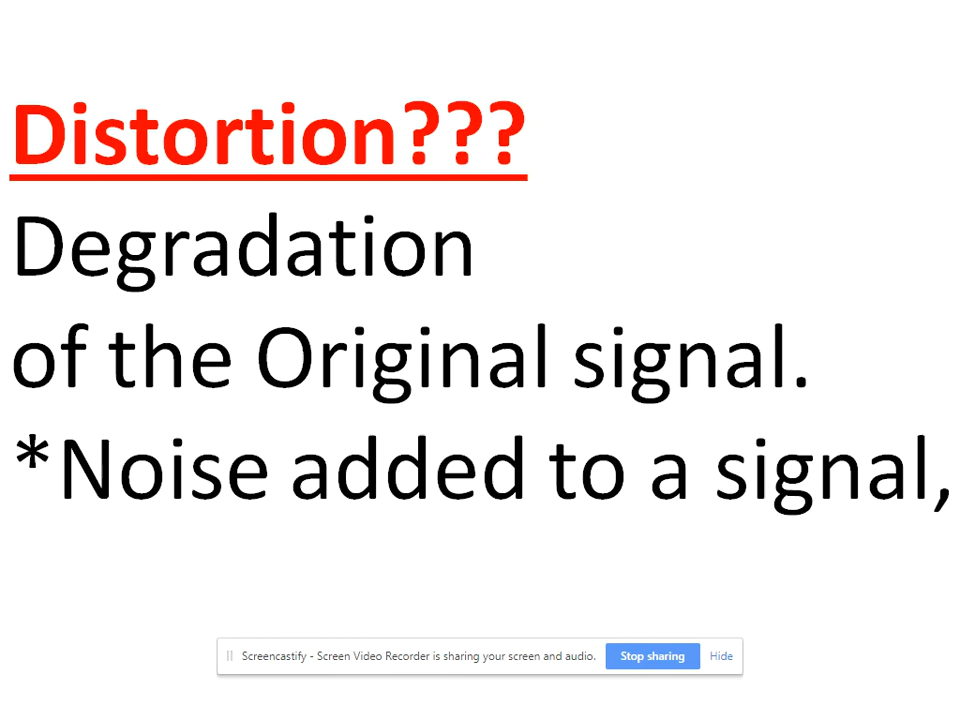 Distortion???
Degradation
of the Original signal.
*Noise added to a signal,
Screencastify - Screen Video Recorder is sharing your screen and audio. Stop sharing Hide